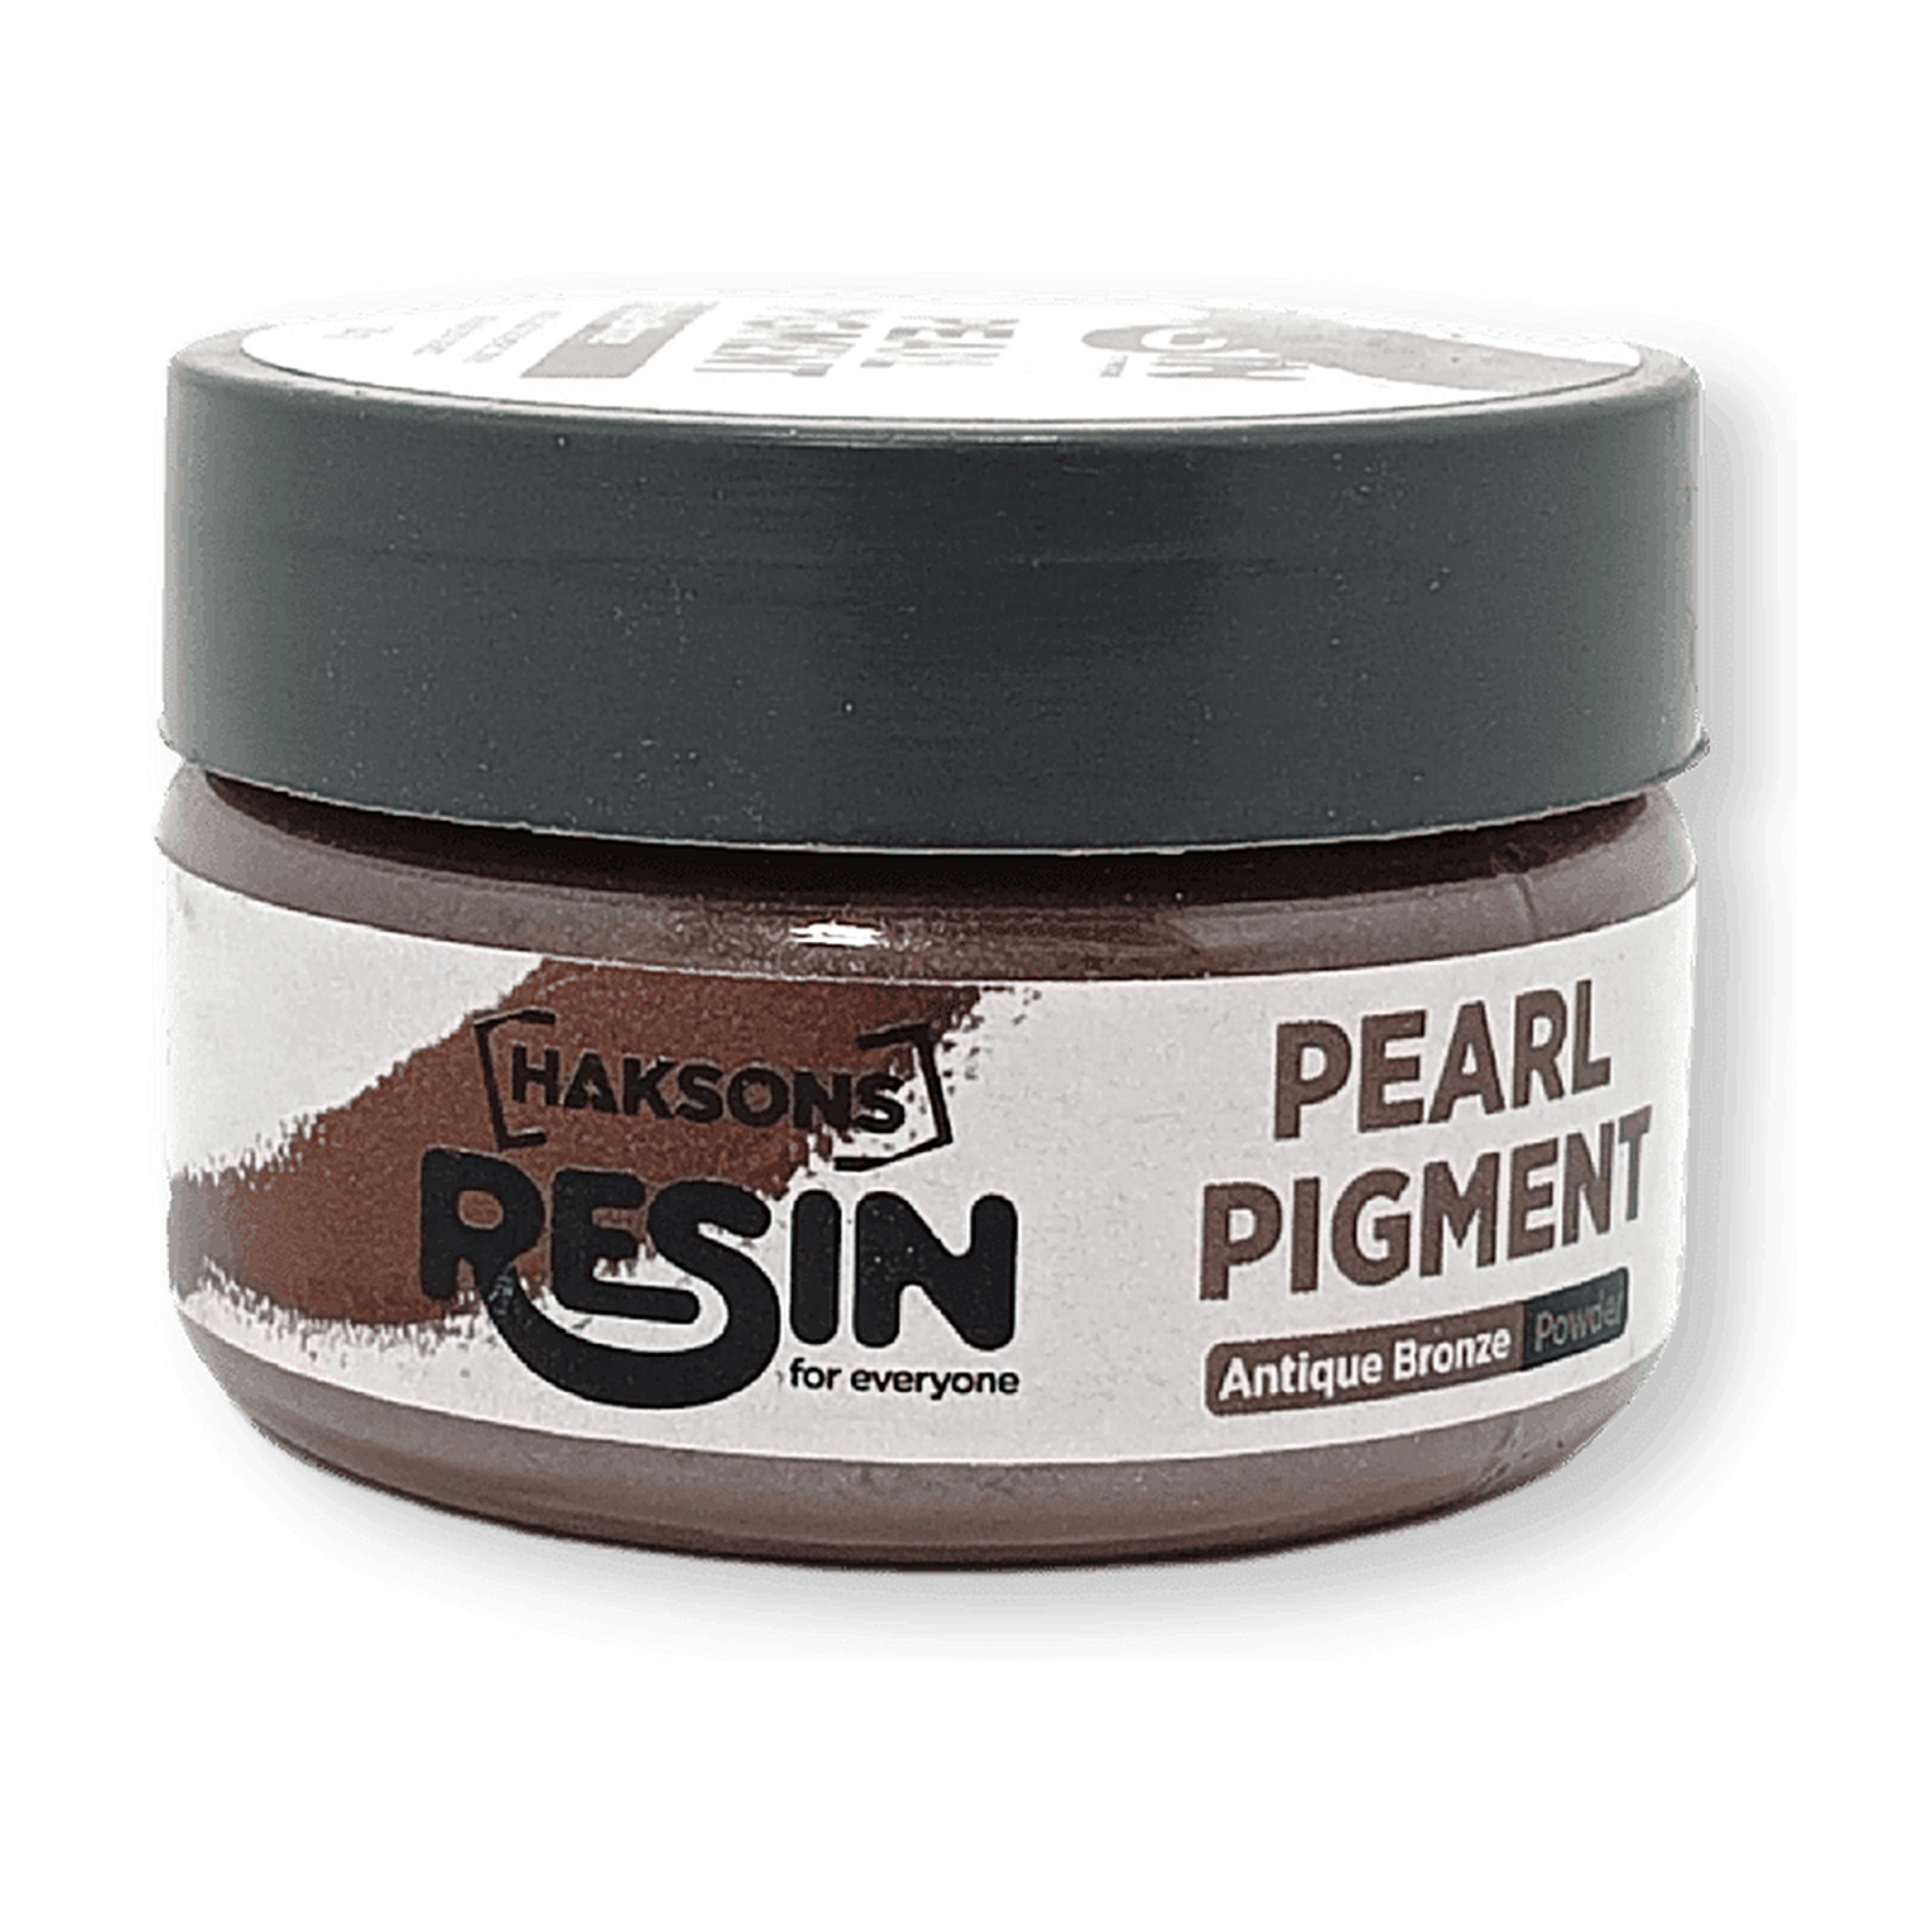 HAKSONS
RESIN
for everyone
PEARL
PIGMENT
Antique Bronze Powder